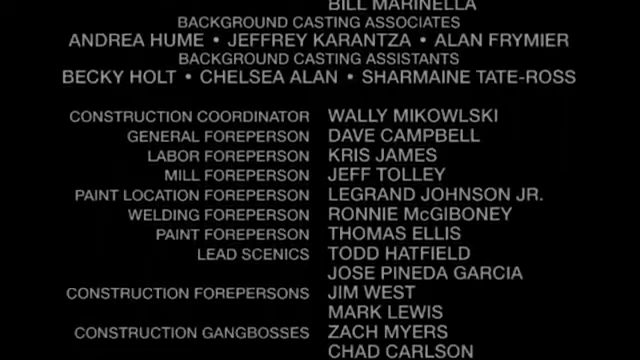 BILL MARINELLA
BACKGROUND CASTING ASSOCIATES
ANDREA HUME • JEFFREY KARANTZA • ALAN FRYMIER
BACKGROUND CASTING ASSISTANTS
BECKY HOLT • CHELSEA ALAN • SHARMAINE TATE-ROSS
CONSTRUCTION COORDINATOR WALLY MIKOWLSKI
GENERAL FOREPERSON DAVE CAMPBELL
LABOR FOREPERSON KRIS JAMES
MILL FOREPERSON JEFF TOLLEY
PAINT LOCATION FOREPERSON LEGRAND JOHNSON JR.
WELDING FOREPERSON RONNIE McGIBONEY
PAINT FOREPERSON THOMAS ELLIS
LEAD SCENICS TODD HATFIELD
JOSE PINEDA GARCIA
CONSTRUCTION FOREPERSONS JIM WEST
MARK LEWIS
CONSTRUCTION GANGBOSSES ZACH MYERS
CHAD CARLSON